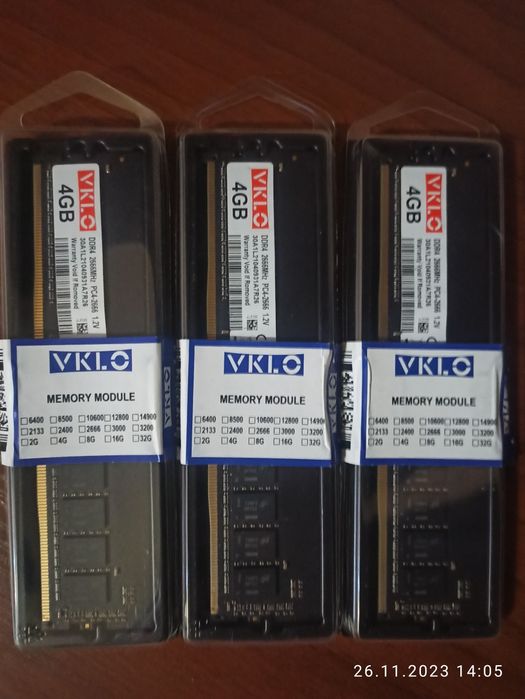 VKLO
4GB
DDR4 2666MHz PC4-2666 1.2V
30A1L21040931A7R26
Warranty Void If Removed
VKLO
MEMORY MODULE
6400 8500 10600 12800 14900
2133 2400 2666 3000 3200
2G 4G 8G 16G 32G
VKLO
4GB
DDR4 2666MHz PC4-2666 1.2V
30A1L21040931A7R26
Warranty Void If Removed
VKLO
MEMORY MODULE
6400 8500 10600 12800 14900
2133 2400 2666 3000 3200
2G 4G 8G 16G 32G
VKLO
4GB
DDR4 2666MHz PC4-2666 1.2V
30A1L21040931A7R26
Warranty Void If Removed
VKLO
MEMORY MODULE
6400 8500 10600 12800 14900
2133 2400 2666 3000 3200
2G 4G 8G 16G 32G
26.11.2023 14:05